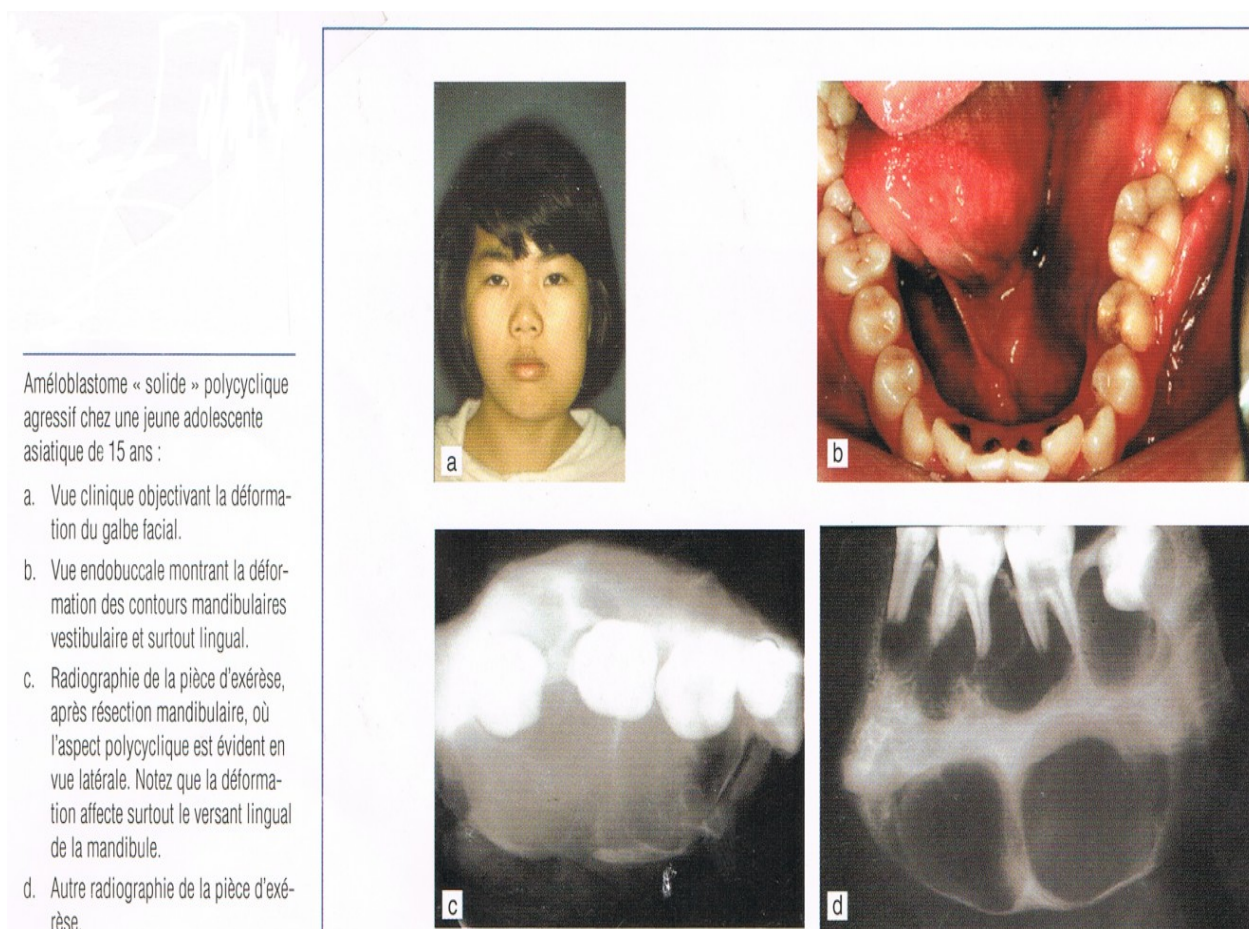 Améloblastome « solide » polycyclique
agressif chez une jeune adolescente
asiatique de 15 ans :
a. Vue clinique objectivant la déforma-
tion du galbe facial.
b. Vue endobuccale montrant la défor-
mation des contours mandibulaires
vestibulaire et surtout lingual.
c. Radiographie de la pièce d'exérèse,
après résection mandibulaire, où
l'aspect polycyclique est évident en
vue latérale. Notez que la déforma-
tion affecte surtout le versant lingual
de la mandibule.
d. Autre radiographie de la pièce d'exé-
rèse.
a
b
c
d